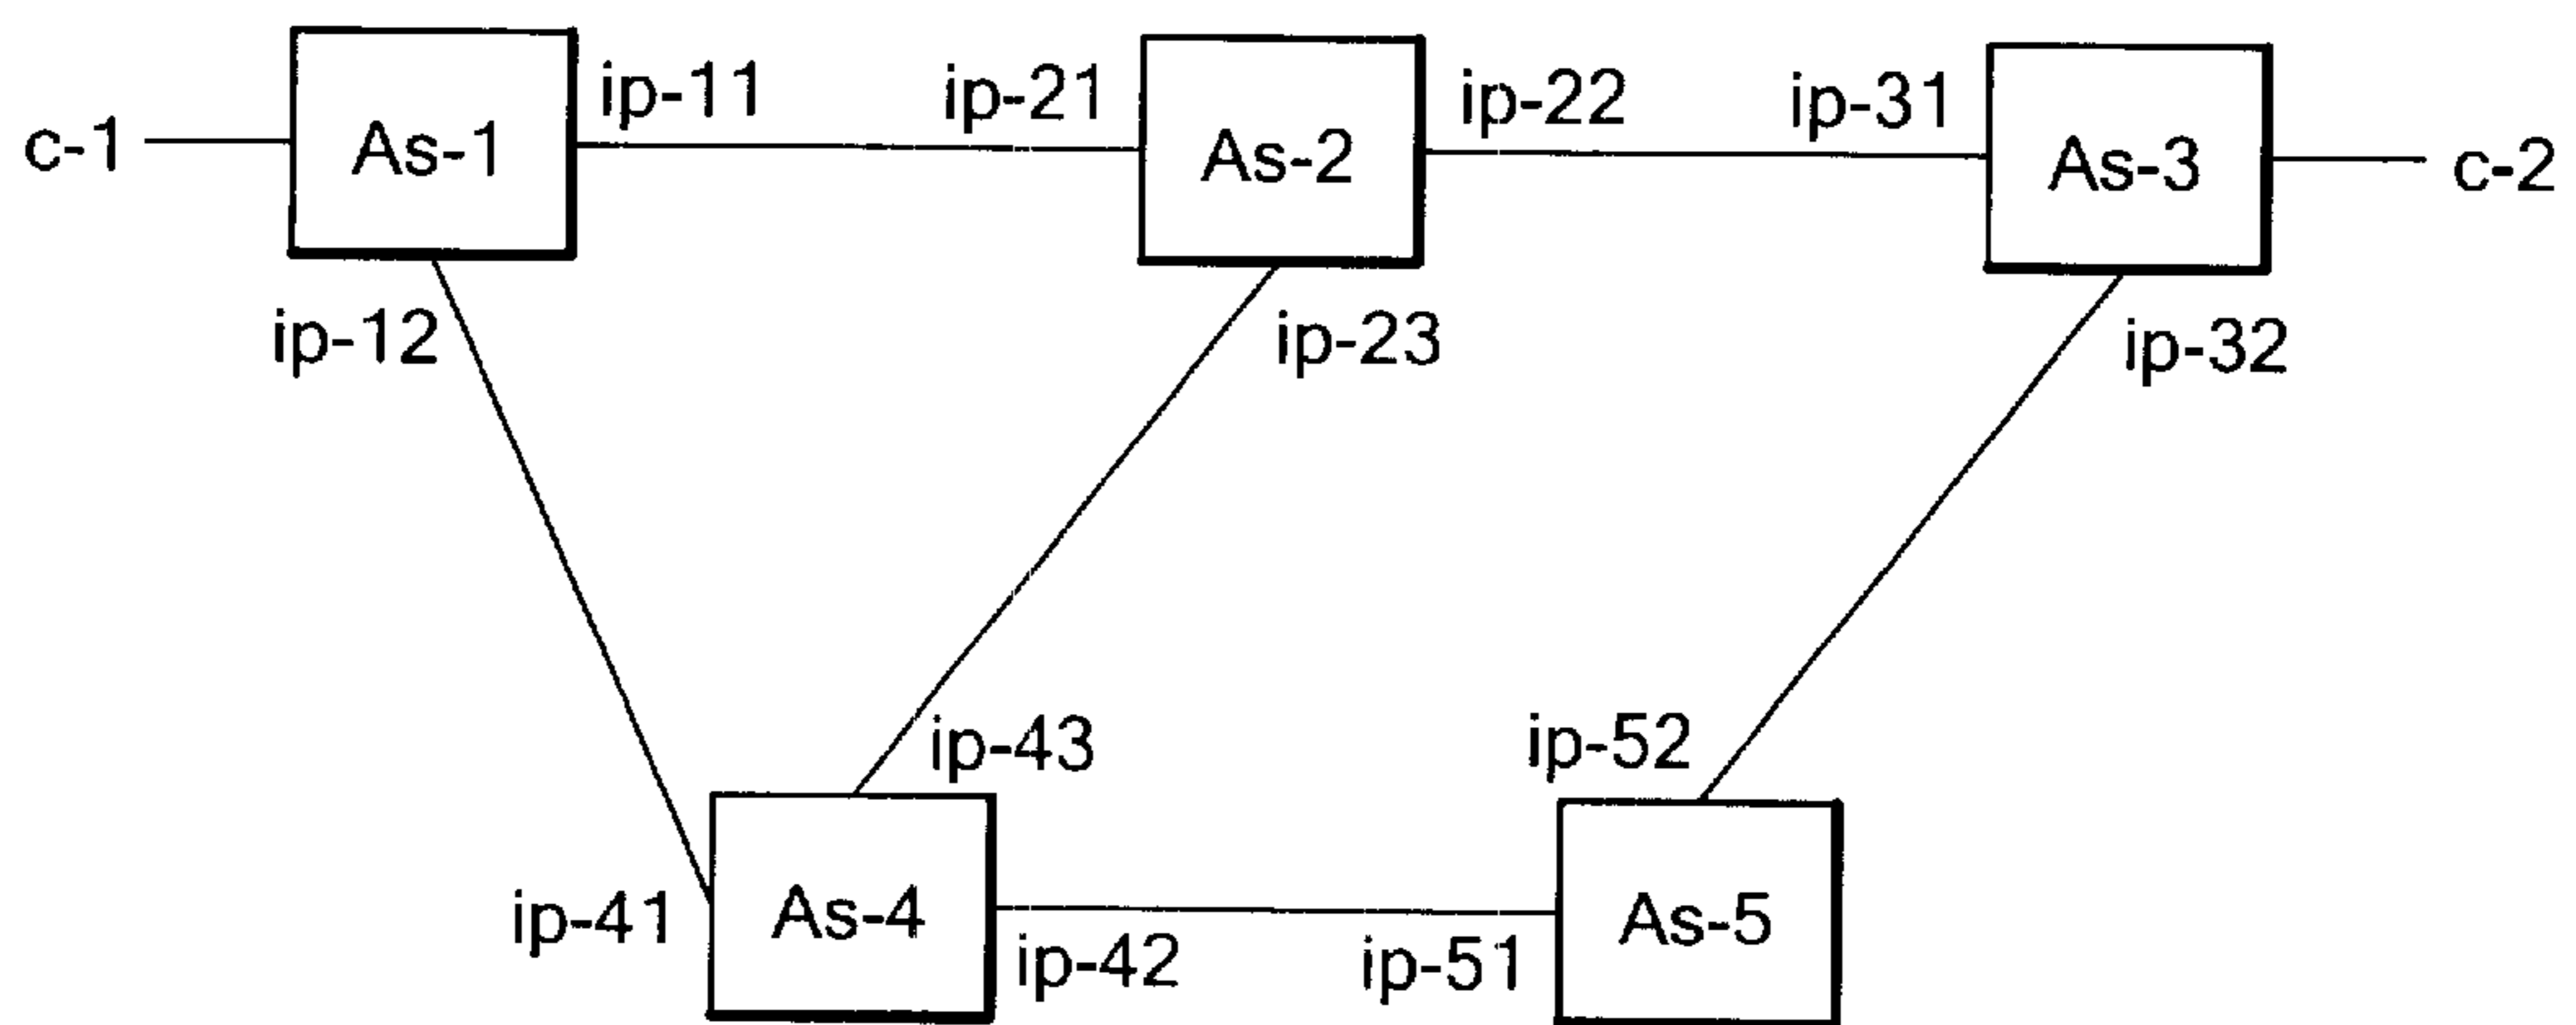 c-1
As-1
ip-11
ip-21
As-2
ip-22
ip-31
As-3
c-2
ip-12
ip-23
ip-32
ip-43
ip-52
ip-41
As-4
ip-42
ip-51
As-5